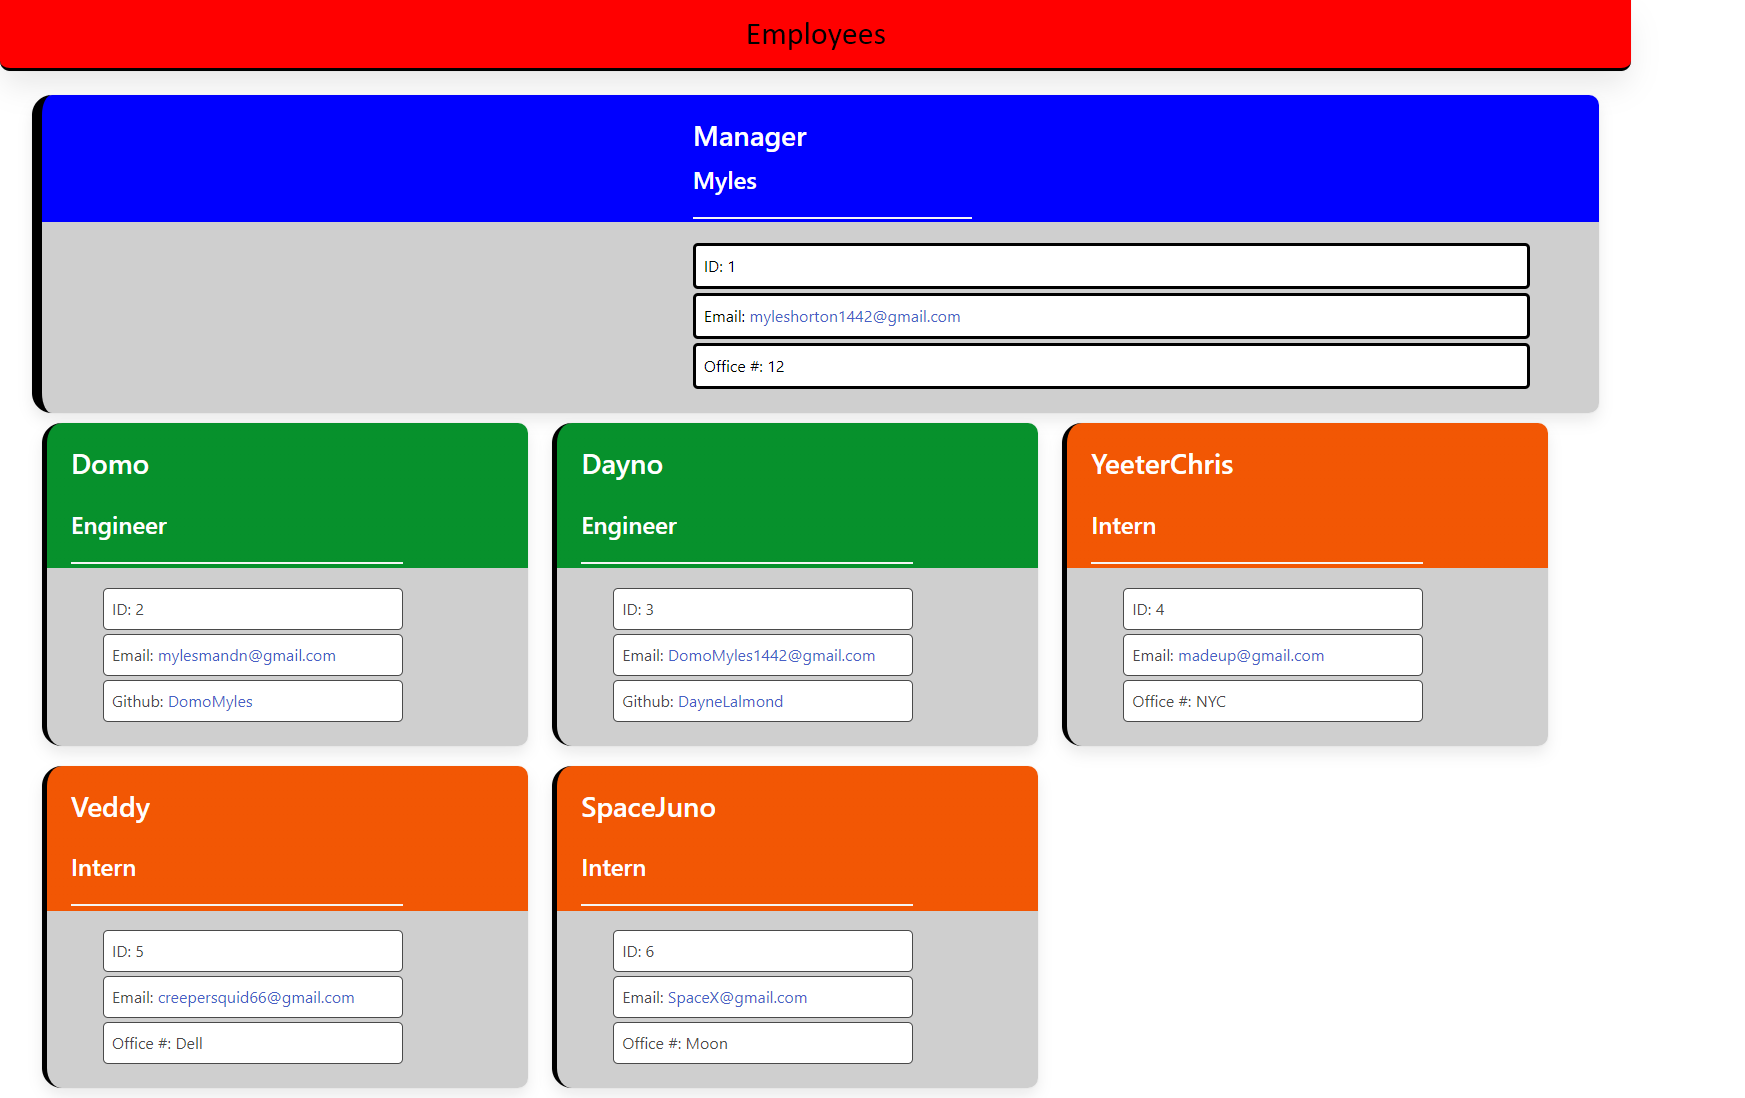 Employees
Manager
Myles
ID: 1
Email: myleshorton1442@gmail.com
Office #: 12
Domo
Engineer
ID: 2
Email: mylesmandn@gmail.com
Github: DomoMyles
Dayno
Engineer
ID: 3
Email: DomoMyles1442@gmail.com
Github: DayneLalmond
YeeterChris
Intern
ID: 4
Email: madeup@gmail.com
Office #: NYC
Veddy
Intern
ID: 5
Email: creepersquid66@gmail.com
Office #: Dell
SpaceJuno
Intern
ID: 6
Email: SpaceX@gmail.com
Office #: Moon